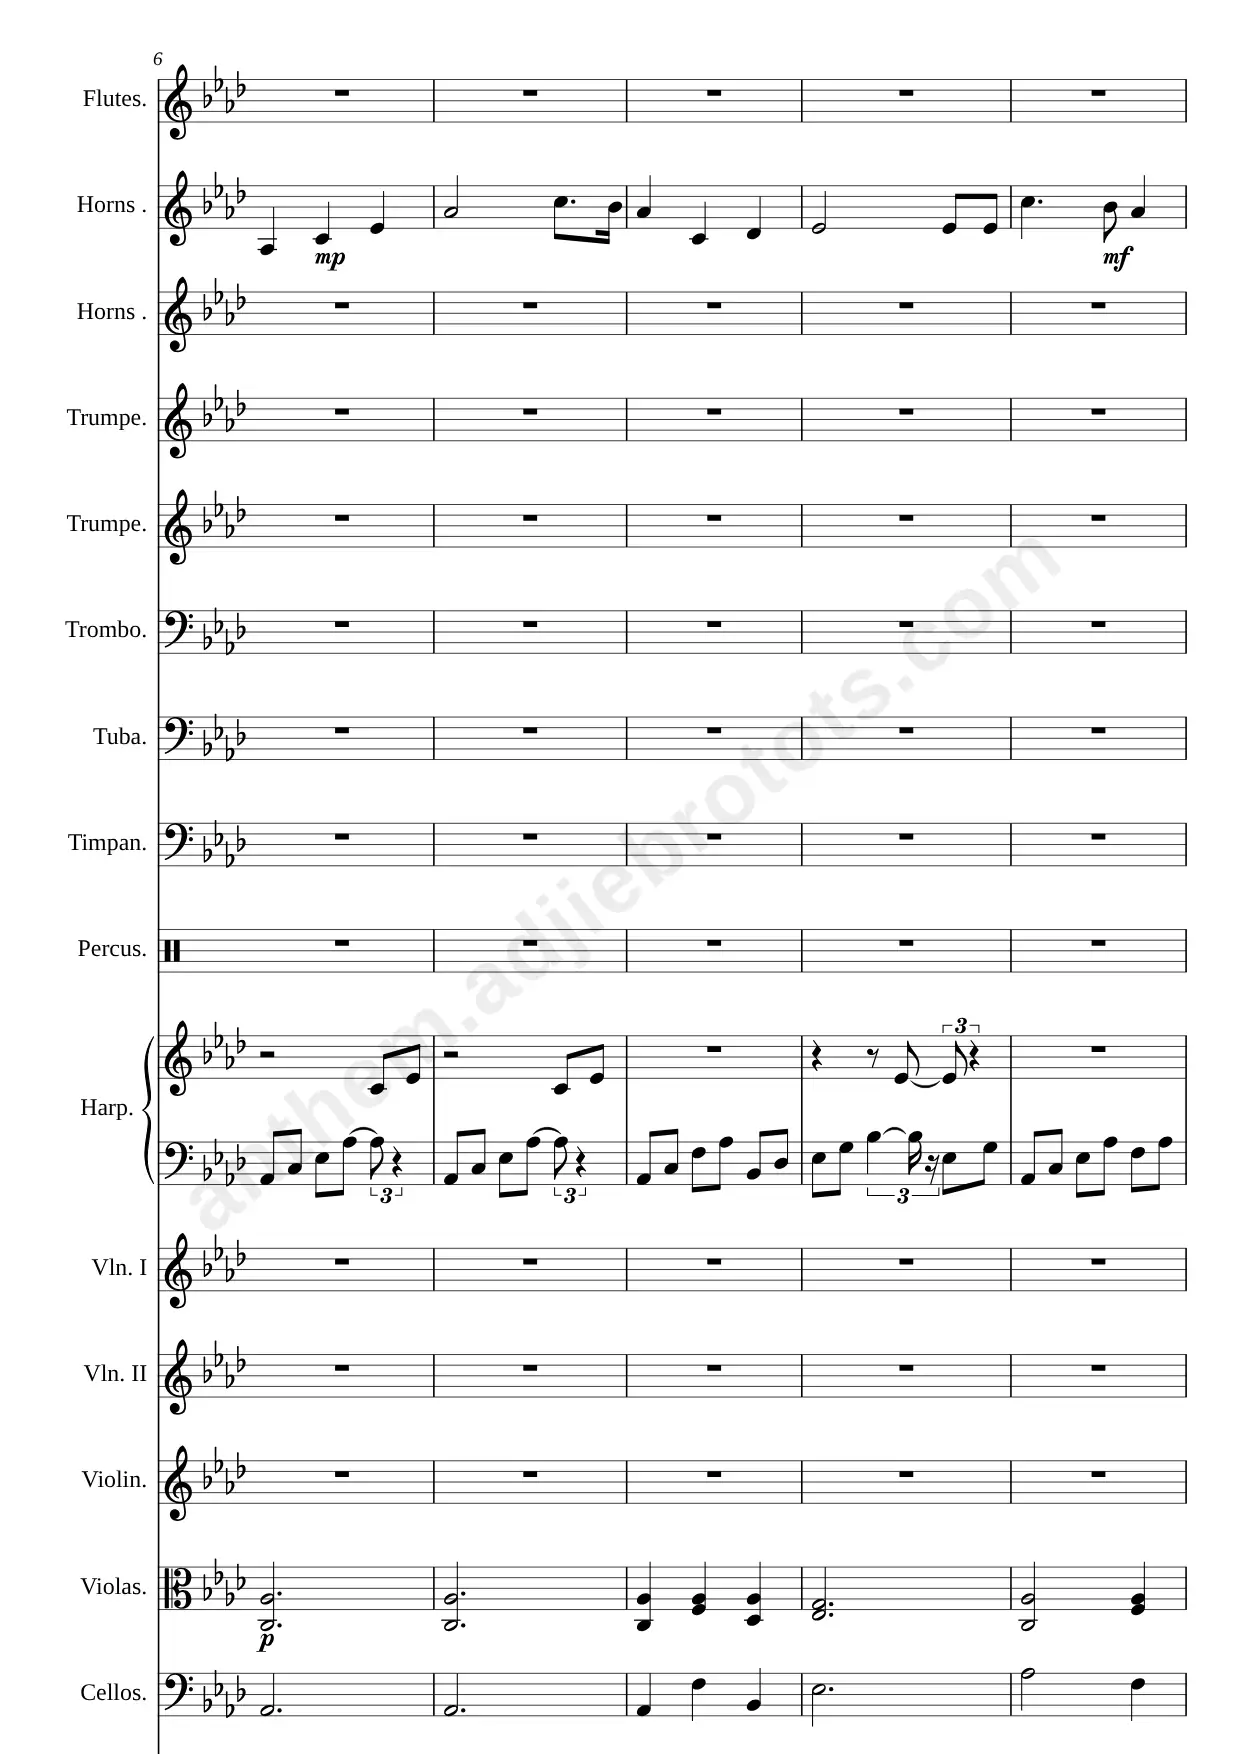 6
Flutes.
Horns .
mp
mf
Horns .
Trumpe.
Trumpe.
Trombo.
Tuba.
Timpan.
Percus.
3
Harp.
3
3
3
Vln. I
Vln. II
Violin.
Violas.
p
Cellos.
anthem.adjiebrotots.com